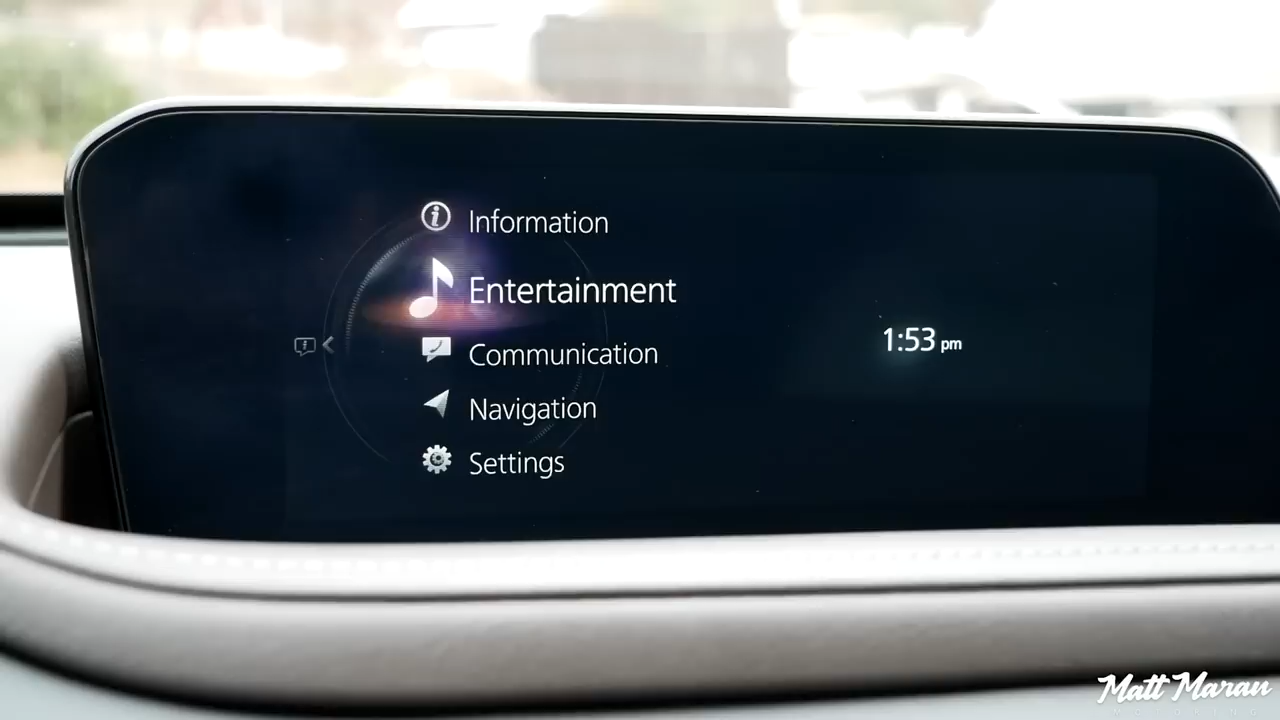 Information
Entertainment
Communication
Navigation
Settings
1:53 pm
Matt Maran